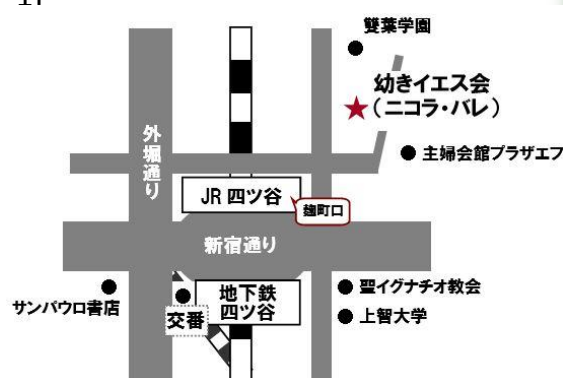 雙葉学園
幼きイエス会
(ニコラ・バレ)
外堀通り
主婦会館プラザエフ
JR 四ツ谷
麹町口
新宿通り
サンパウロ書店
交番
地下鉄
四ツ谷
聖イグナチオ教会
上智大学